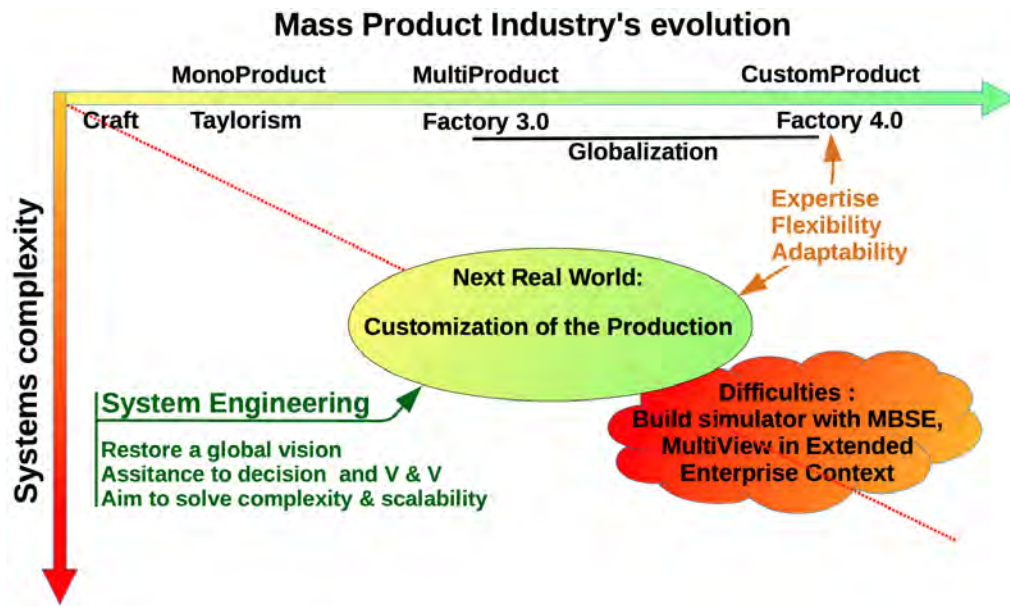 Mass Product Industry's evolution
MonoProduct
MultiProduct
CustomProduct
Craft
Taylorism
Factory 3.0
Factory 4.0
Globalization
Expertise
Flexibility
Adaptability
Systems complexity
Next Real World:
Customization of the Production
System Engineering
Restore a global vision
Assitance to decision and V & V
Aim to solve complexity & scalability
Difficulties :
Build simulator with MBSE,
MultiView in Extended
Enterprise Context